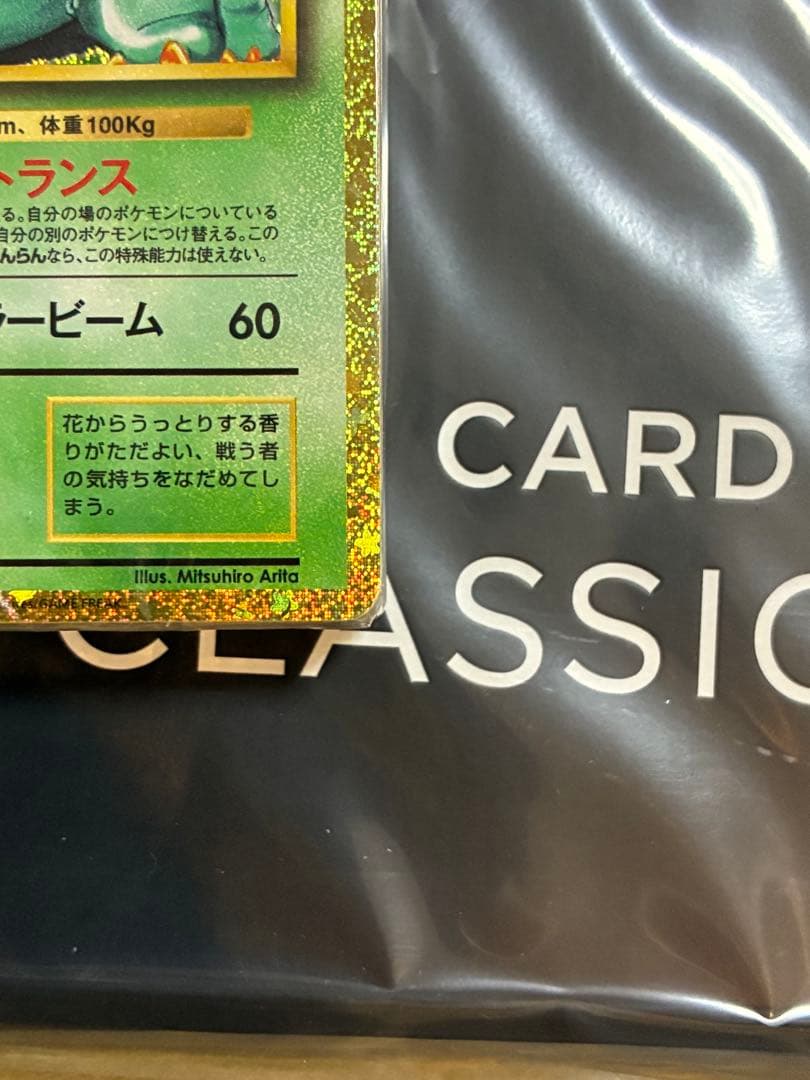 m、体重100Kg
トランス
る。自分の場のポケモンについている
自分の別のポケモンにつけ替える。この
んらんなら、この特殊能力は使えない。
ラービーム 60
花からうっとりする香
りがただよい、戦う者
の気持ちをなだめてし
まう。
Illus. Mitsuhiro Arita
GAME FREAK
CARD
CLASSIC